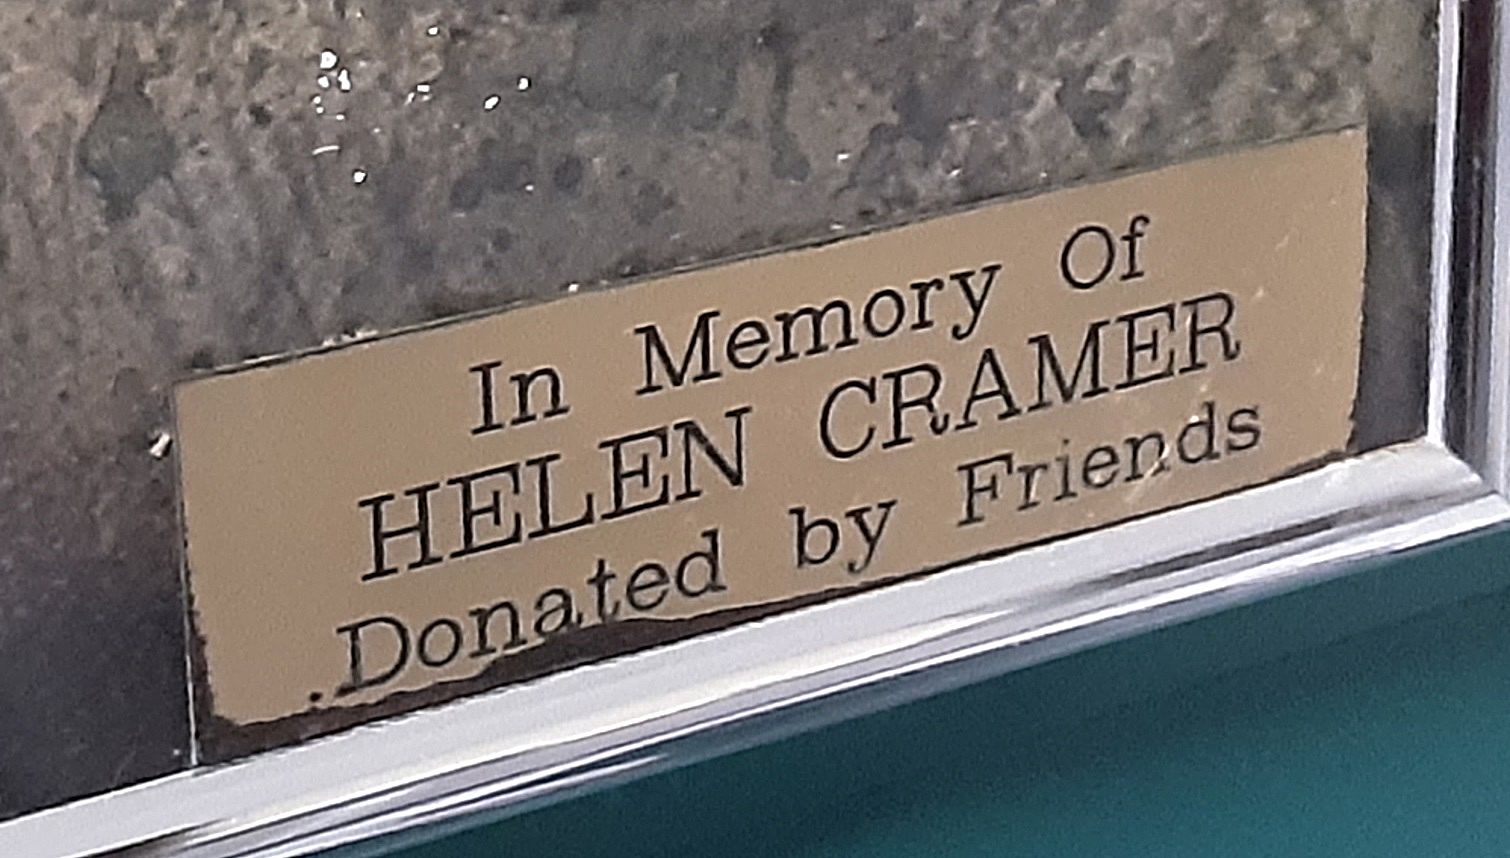 In Memory Of
HELEN CRAMER
Donated by Friends